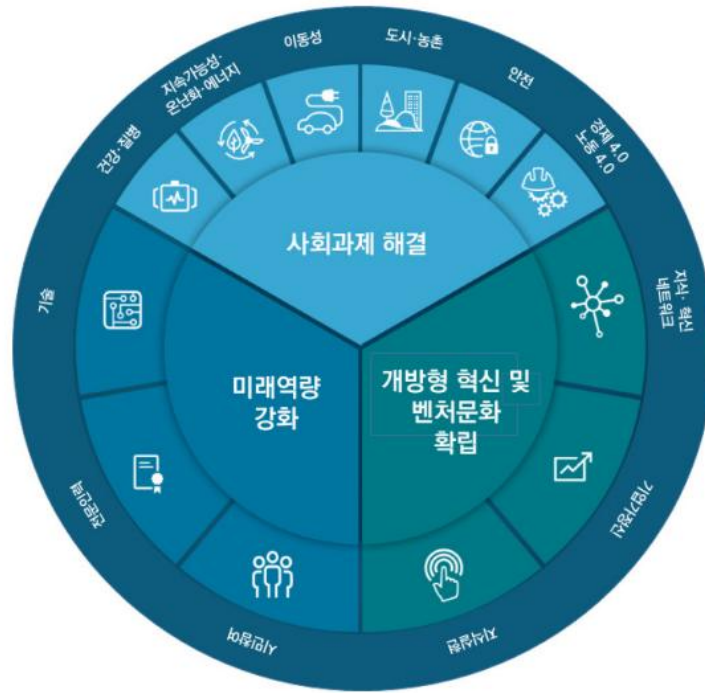 건강·질병
지속가능성·
온난화·에너지
이동성
도시·농촌
안전
경제 4.0
노동 4.0
사회과제 해결
기술
전문인력
시민참여
미래역량
강화
지식·혁신
네트워크
기업가정신
지식실현
개방형 혁신 및
벤처문화
확립